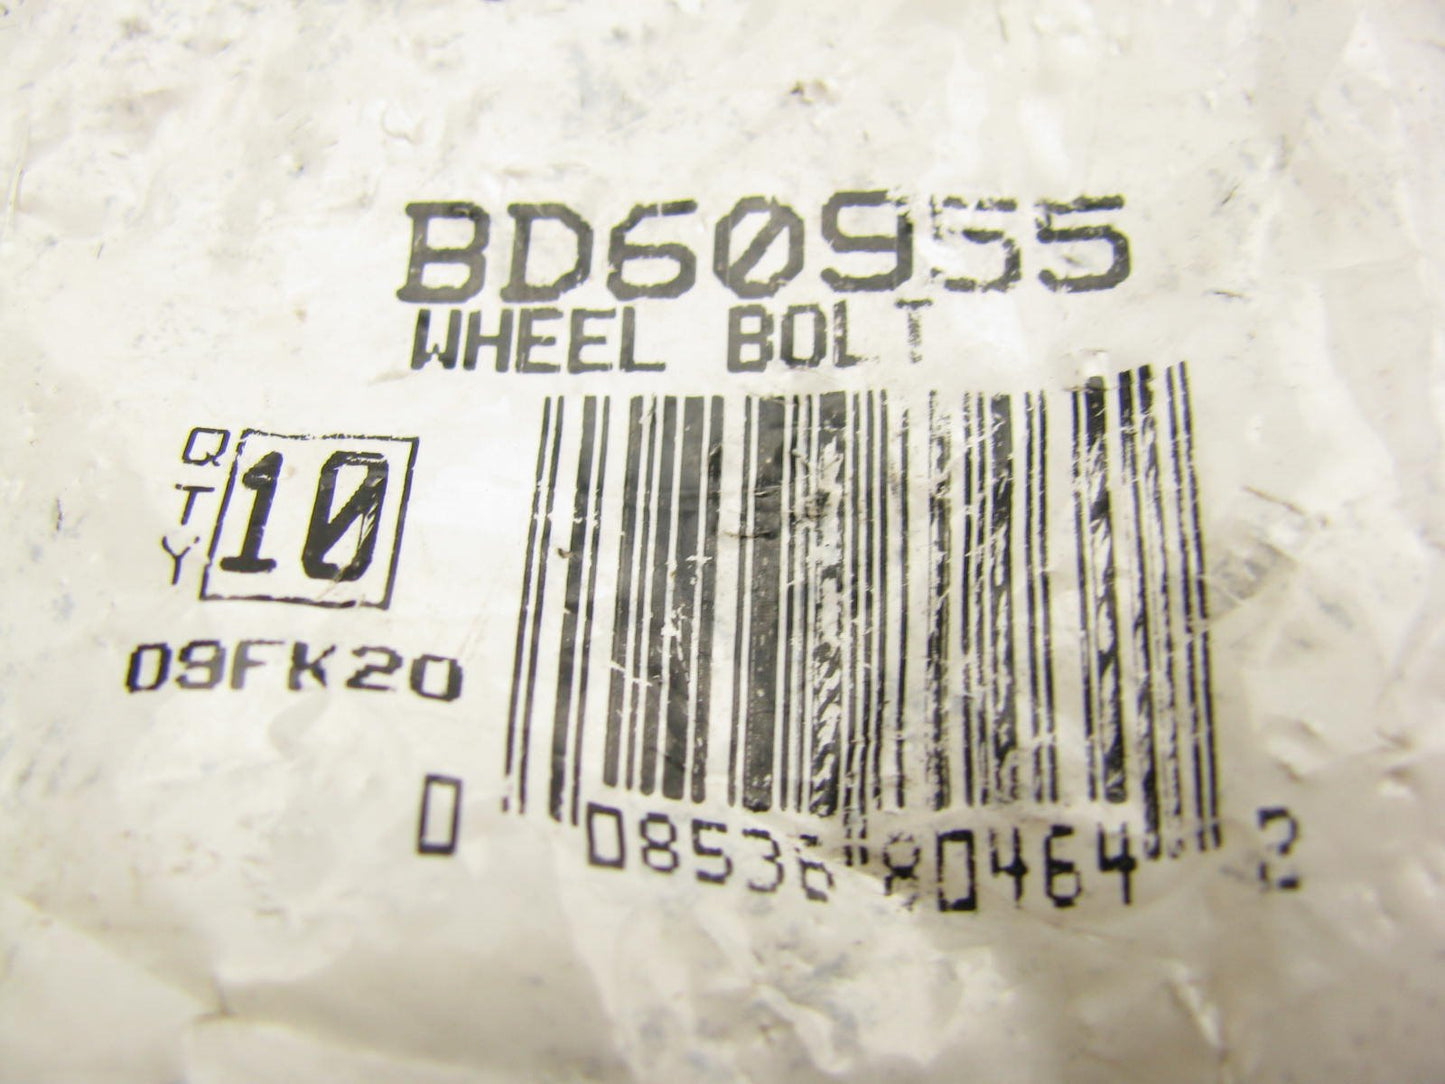 BD60955
WHEEL BOLT
QTY 10
09FK20
0 08536 80464 2